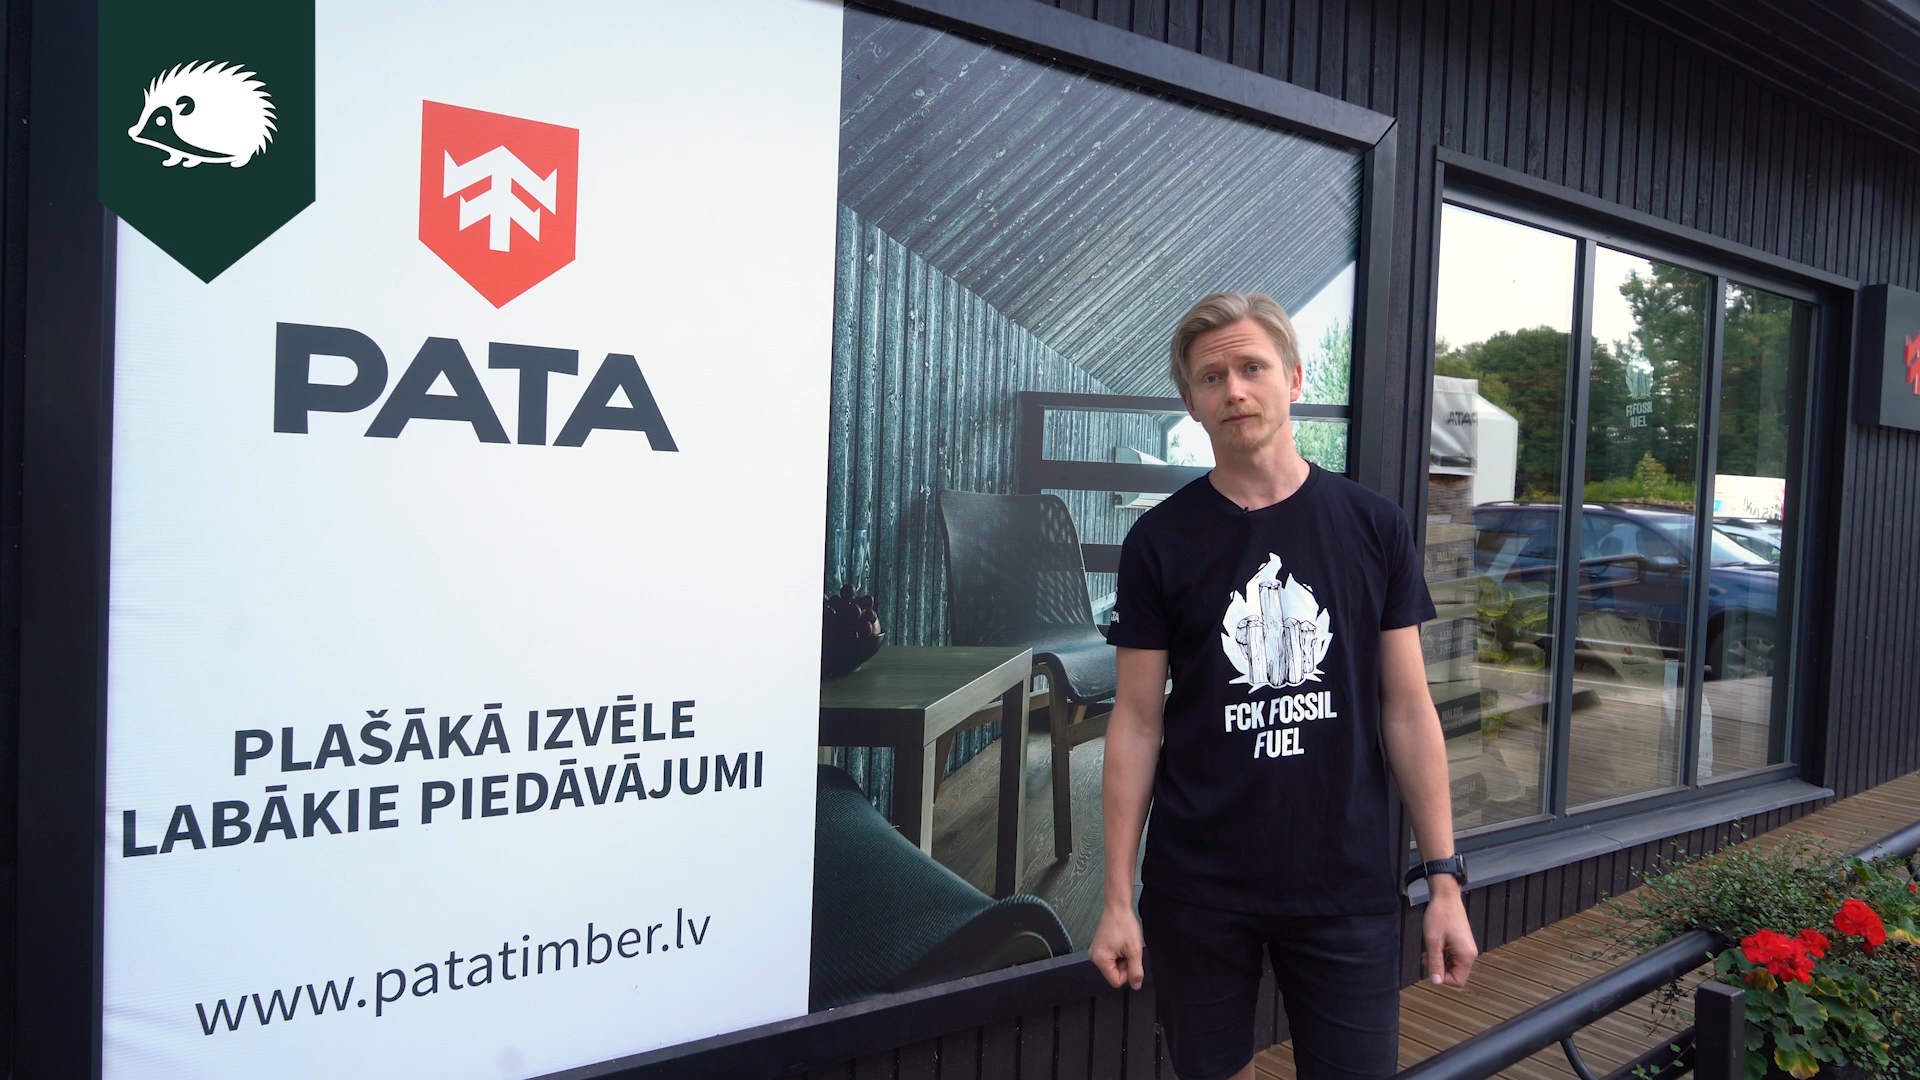 PATA
PLAŠĀKĀ IZVĒLE
LABĀKIE PIEDĀVĀJUMI
www.patatimber.lv
FCK FOSSIL
FUEL